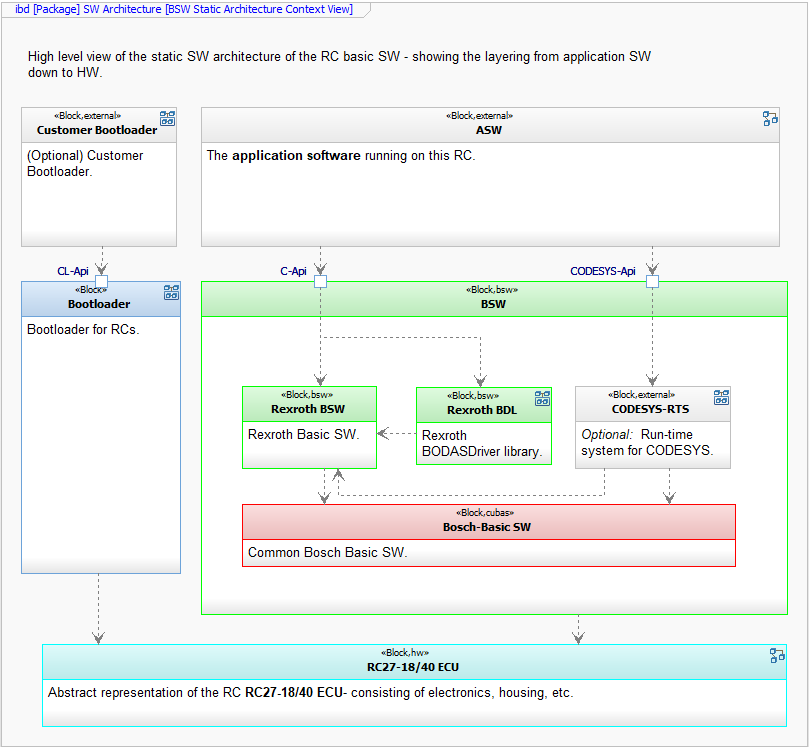 ibd [Package] SW Architecture [BSW Static Architecture Context View]
High level view of the static SW architecture of the RC basic SW - showing the layering from application SW
down to HW.
«Block,external»
Customer Bootloader
(Optional) Customer
Bootloader.
«Block,external»
ASW
The application software running on this RC.
CL-Api
C-Api
CODESYS-Api
«Block»
Bootloader
Bootloader for RCs.
«Block,bsw»
BSW
«Block,bsw»
Rexroth BSW
Rexroth Basic SW.
«Block,bsw»
Rexroth BDL
Rexroth
BODASDriver library.
«Block,external»
CODESYS-RTS
Optional: Run-time
system for CODESYS.
«Block,cubas»
Bosch-Basic SW
Common Bosch Basic SW.
«Block,hw»
RC27-18/40 ECU
Abstract representation of the RC RC27-18/40 ECU- consisting of electronics, housing, etc.